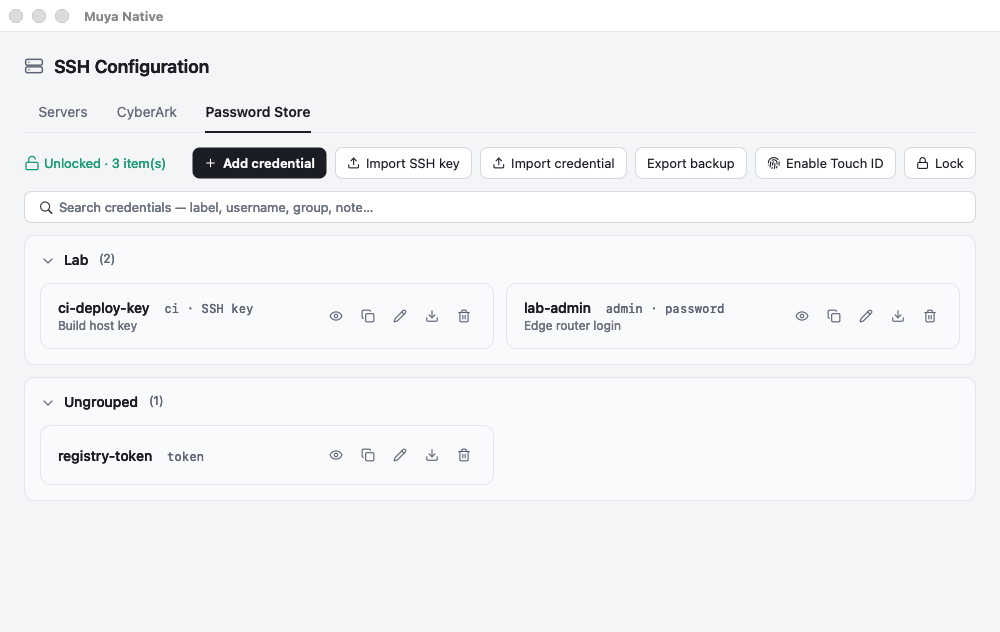 Muya Native
SSH Configuration
Servers CyberArk Password Store
Unlocked · 3 item(s) + Add credential Import SSH key Import credential Export backup Enable Touch ID Lock
Search credentials — label, username, group, note...
Lab (2)
ci-deploy-key ci · SSH key
Build host key
lab-admin admin · password
Edge router login
Ungrouped (1)
registry-token token